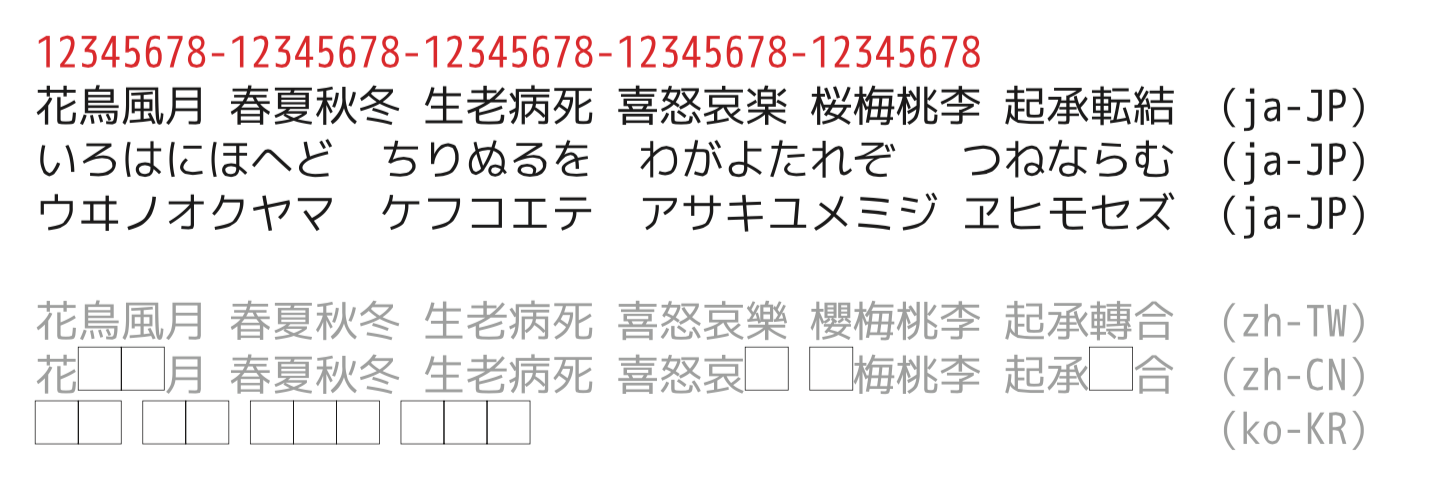 12345678-12345678-12345678-12345678-12345678
花鳥風月 春夏秋冬 生老病死 喜怒哀楽 桜梅桃李 起承転結 (ja-JP)
いろはにほへど ちりぬるを わがよたれぞ つねならむ (ja-JP)
ウヰノオクヤマ ケフコエテ アサキユメミジ ヱヒモセズ (ja-JP)
花鳥風月 春夏秋冬 生老病死 喜怒哀樂 櫻梅桃李 起承轉合 (zh-TW)
花□□月 春夏秋冬 生老病死 喜怒哀□ □梅桃李 起承□合 (zh-CN)
□□ □□ □□□ □□□ (ko-KR)